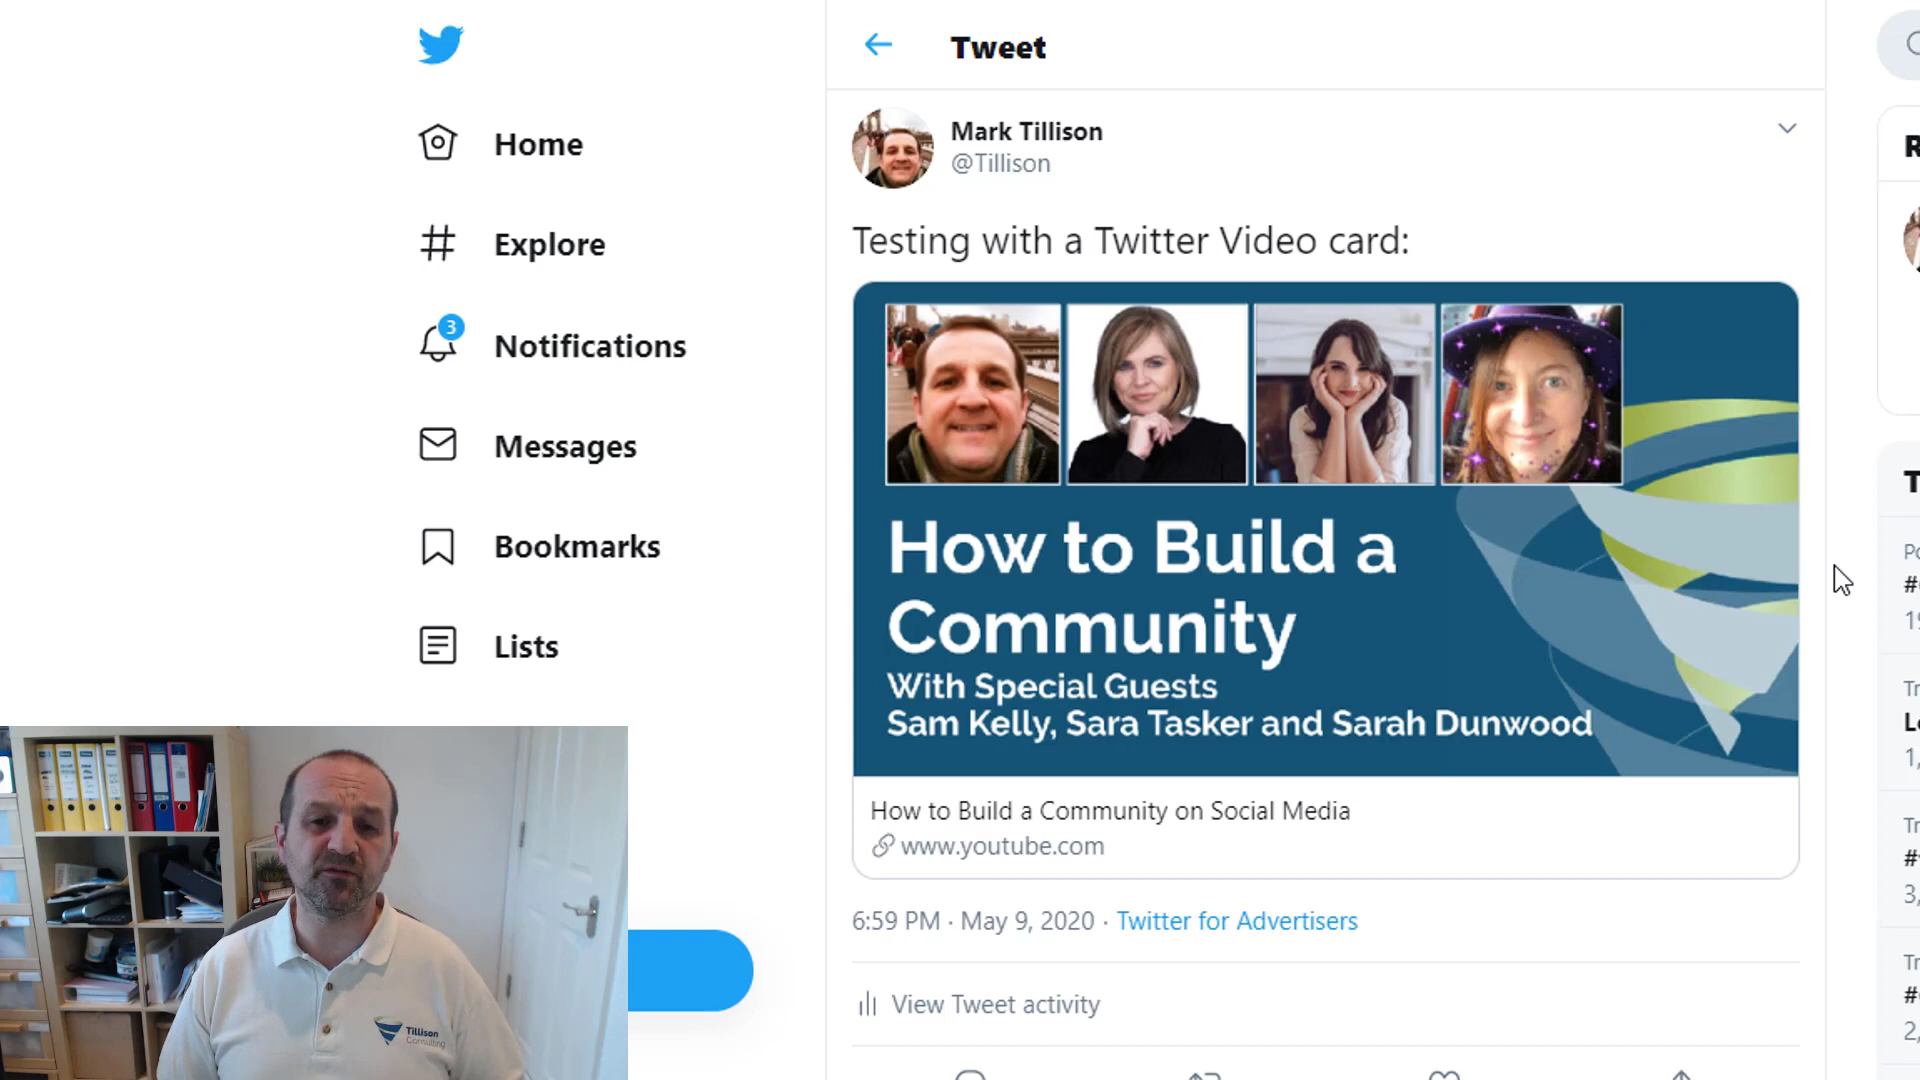 Tweet
Home
Explore
3
Notifications
Messages
Bookmarks
Lists
Mark Tillison
@Tillison
Testing with a Twitter Video card:
How to Build a
Community
With Special Guests
Sam Kelly, Sara Tasker and Sarah Dunwood
How to Build a Community on Social Media
www.youtube.com
6:59 PM · May 9, 2020 · Twitter for Advertisers
View Tweet activity
Tillison
Consulting